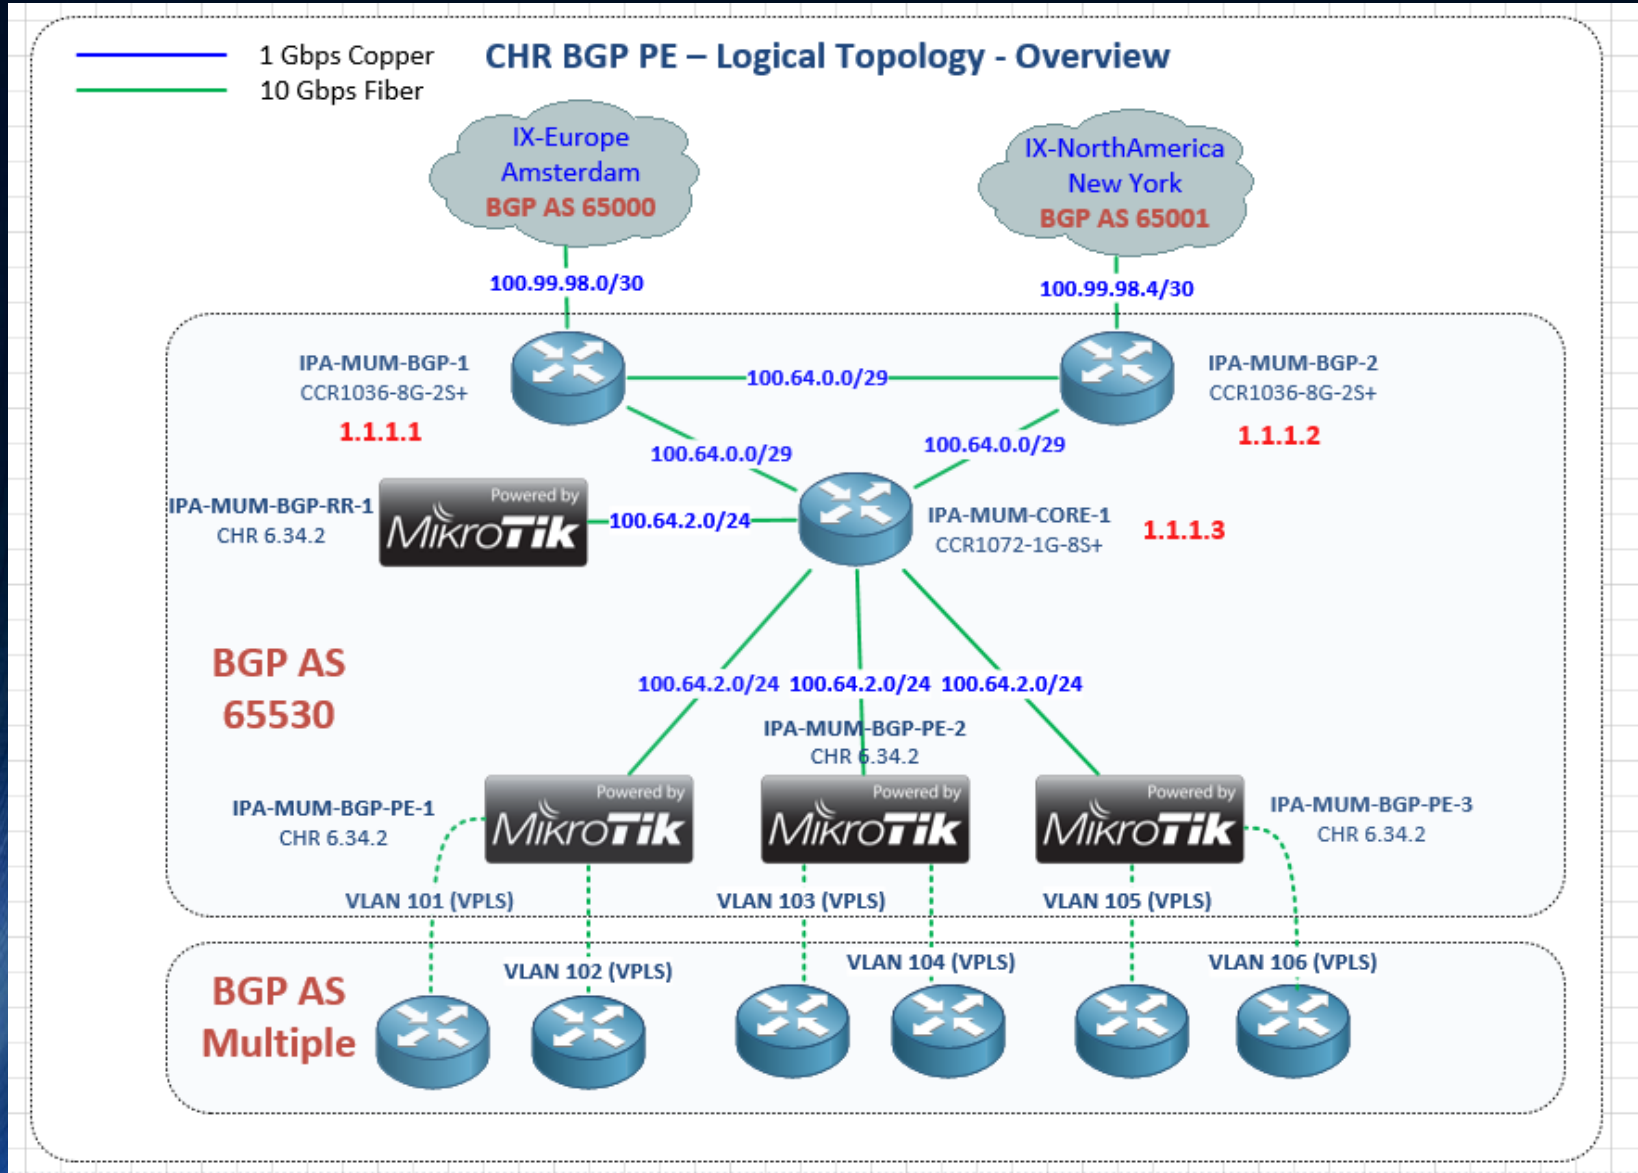 1 Gbps Copper
10 Gbps Fiber
CHR BGP PE – Logical Topology - Overview
IX-Europe
Amsterdam
BGP AS 65000
IX-NorthAmerica
New York
BGP AS 65001
100.99.98.0/30
100.99.98.4/30
IPA-MUM-BGP-1
CCR1036-8G-2S+
1.1.1.1
100.64.0.0/29
IPA-MUM-BGP-2
CCR1036-8G-2S+
1.1.1.2
100.64.0.0/29
100.64.0.0/29
IPA-MUM-BGP-RR-1
CHR 6.34.2
Powered by
MikroTik
100.64.2.0/24
IPA-MUM-CORE-1
CCR1072-1G-8S+
1.1.1.3
BGP AS
65530
100.64.2.0/24 100.64.2.0/24 100.64.2.0/24
IPA-MUM-BGP-PE-2
CHR 6.34.2
IPA-MUM-BGP-PE-1
CHR 6.34.2
Powered by
MikroTik
Powered by
MikroTik
Powered by
MikroTik
IPA-MUM-BGP-PE-3
CHR 6.34.2
VLAN 101 (VPLS)
VLAN 103 (VPLS)
VLAN 105 (VPLS)
VLAN 102 (VPLS)
VLAN 104 (VPLS)
VLAN 106 (VPLS)
BGP AS
Multiple